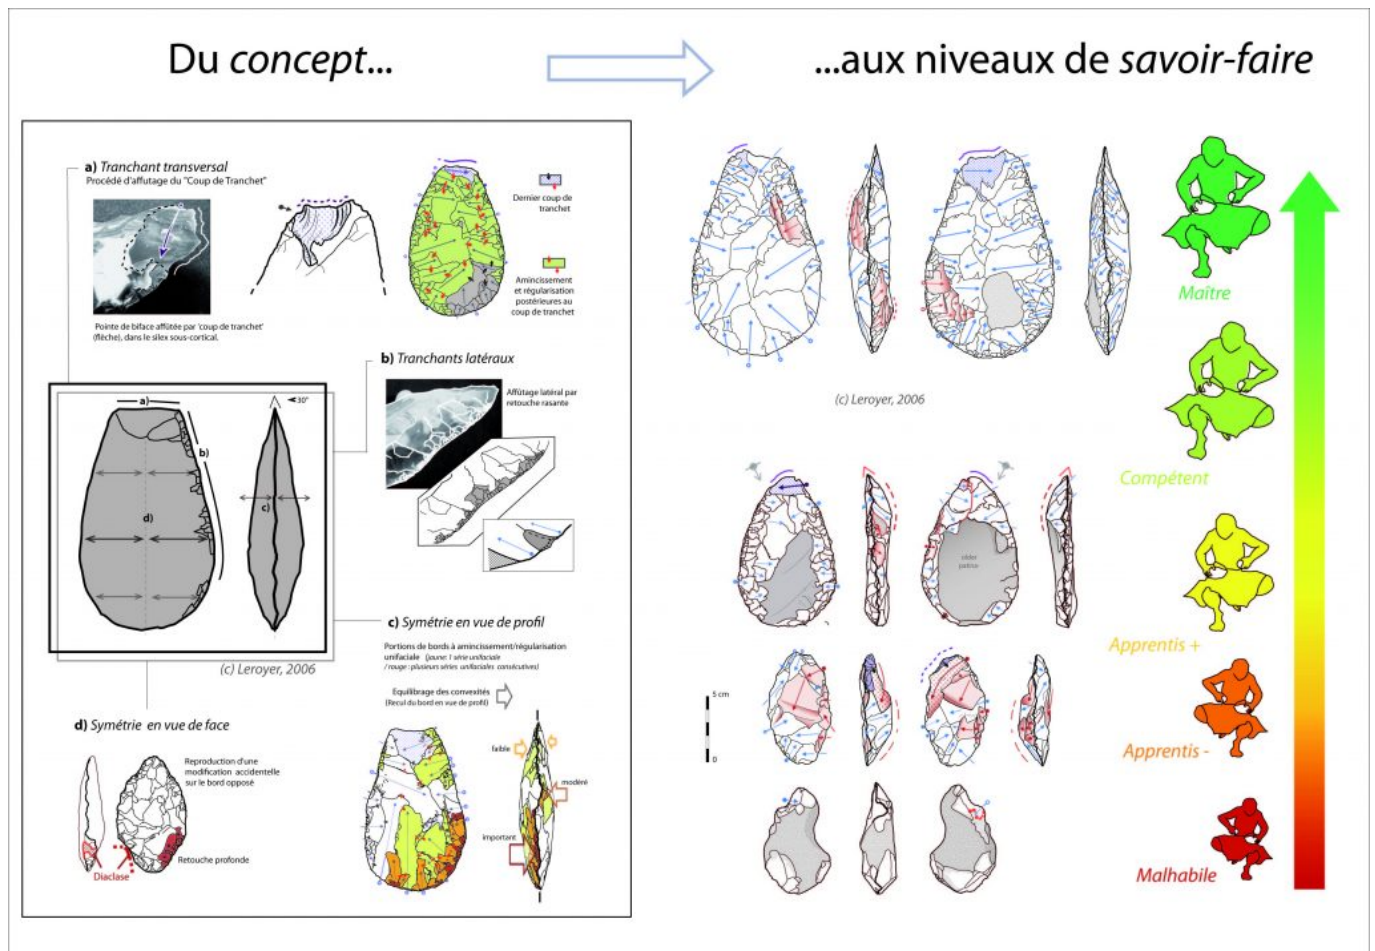 Du concept...
...aux niveaux de savoir-faire
a) Tranchant transversal
Procédé d'affutage du "Coup de Tranchet"
Dernier coup de
tranchet
Amincissement
et régularisation
postérieures au
coup de tranchet
Pointe de biface affûtée par 'coup de tranchet'
(flèche), dans le silex sous-cortical.
b) Tranchants latéraux
Affûtage latéral par
retouche rasante
a)
b)
c)
d)
30°
(c) Leroyer, 2006
c) Symétrie en vue de profil
Portions de bords à amincissement/régularisation
unifaciale (jaune: 1 série unifaciale
/ rouge : plusieurs séries unifaciales consécutives)
Equilibrage des convexités
(Recul du bord en vue de profil)
faible
modéré
important
d) Symétrie en vue de face
Reproduction d'une
modification accidentelle
sur le bord opposé
Retouche profonde
Diaclase
(c) Leroyer, 2006
5 cm
0
Maître
Compétent
Apprentis +
Apprentis -
Malhabile